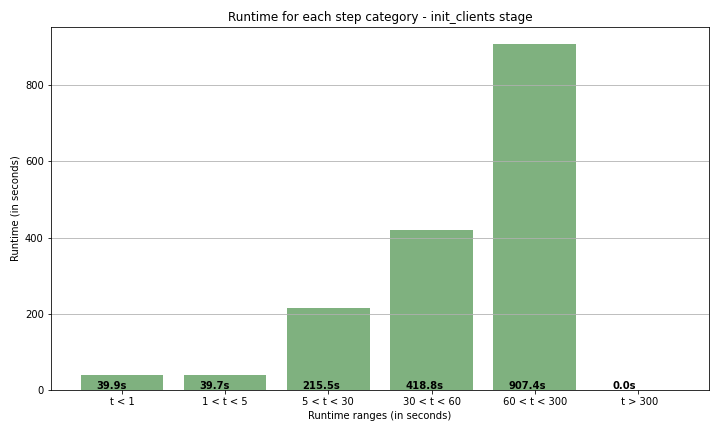 Runtime for each step category - init_clients stage
Runtime (in seconds)
800
600
400
200
0
39.9s
39.7s
215.5s
418.8s
907.4s
0.0s
t < 1
1 < t < 5
5 < t < 30
30 < t < 60
60 < t < 300
t > 300
Runtime ranges (in seconds)